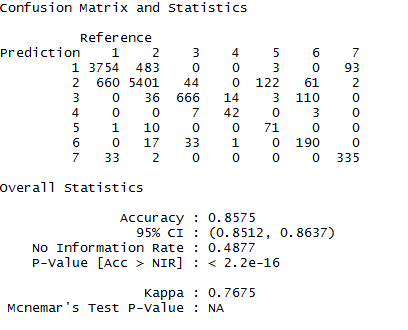 Confusion Matrix and Statistics
Reference
Prediction 1 2 3 4 5 6 7
1 3754 483 0 0 3 0 93
2 660 5401 44 0 122 61 2
3 0 36 666 14 3 110 0
4 0 0 7 42 0 3 0
5 1 10 0 0 71 0 0
6 0 17 33 1 0 190 0
7 33 2 0 0 0 0 335
Overall Statistics
Accuracy : 0.8575
95% CI : (0.8512, 0.8637)
No Information Rate : 0.4877
P-Value [Acc > NIR] : < 2.2e-16
Kappa : 0.7675
Mcnemar's Test P-Value : NA